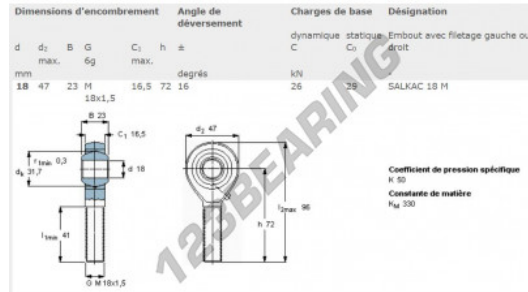 Dimensions d'encombrement Angle de déversement Charges de base Désignation
dynamique statique Embout avec filetage gauche ou droit
d d₂ B G C₁ h ± C C₀
max. 6g max.
mm degrés kN
18 47 23 M 18x1,5 16,5 72 16 26 29 SALKAC 18 M
B 23
C₁ 16,5
d₂ 47
r₁min 0,3
dk 31,7
d 18
l₁min 41
h 72
l₂max 96
G M 18x1,5
Coefficient de pression spécifique
K 50
Constante de matière
KM 330
123BEARING